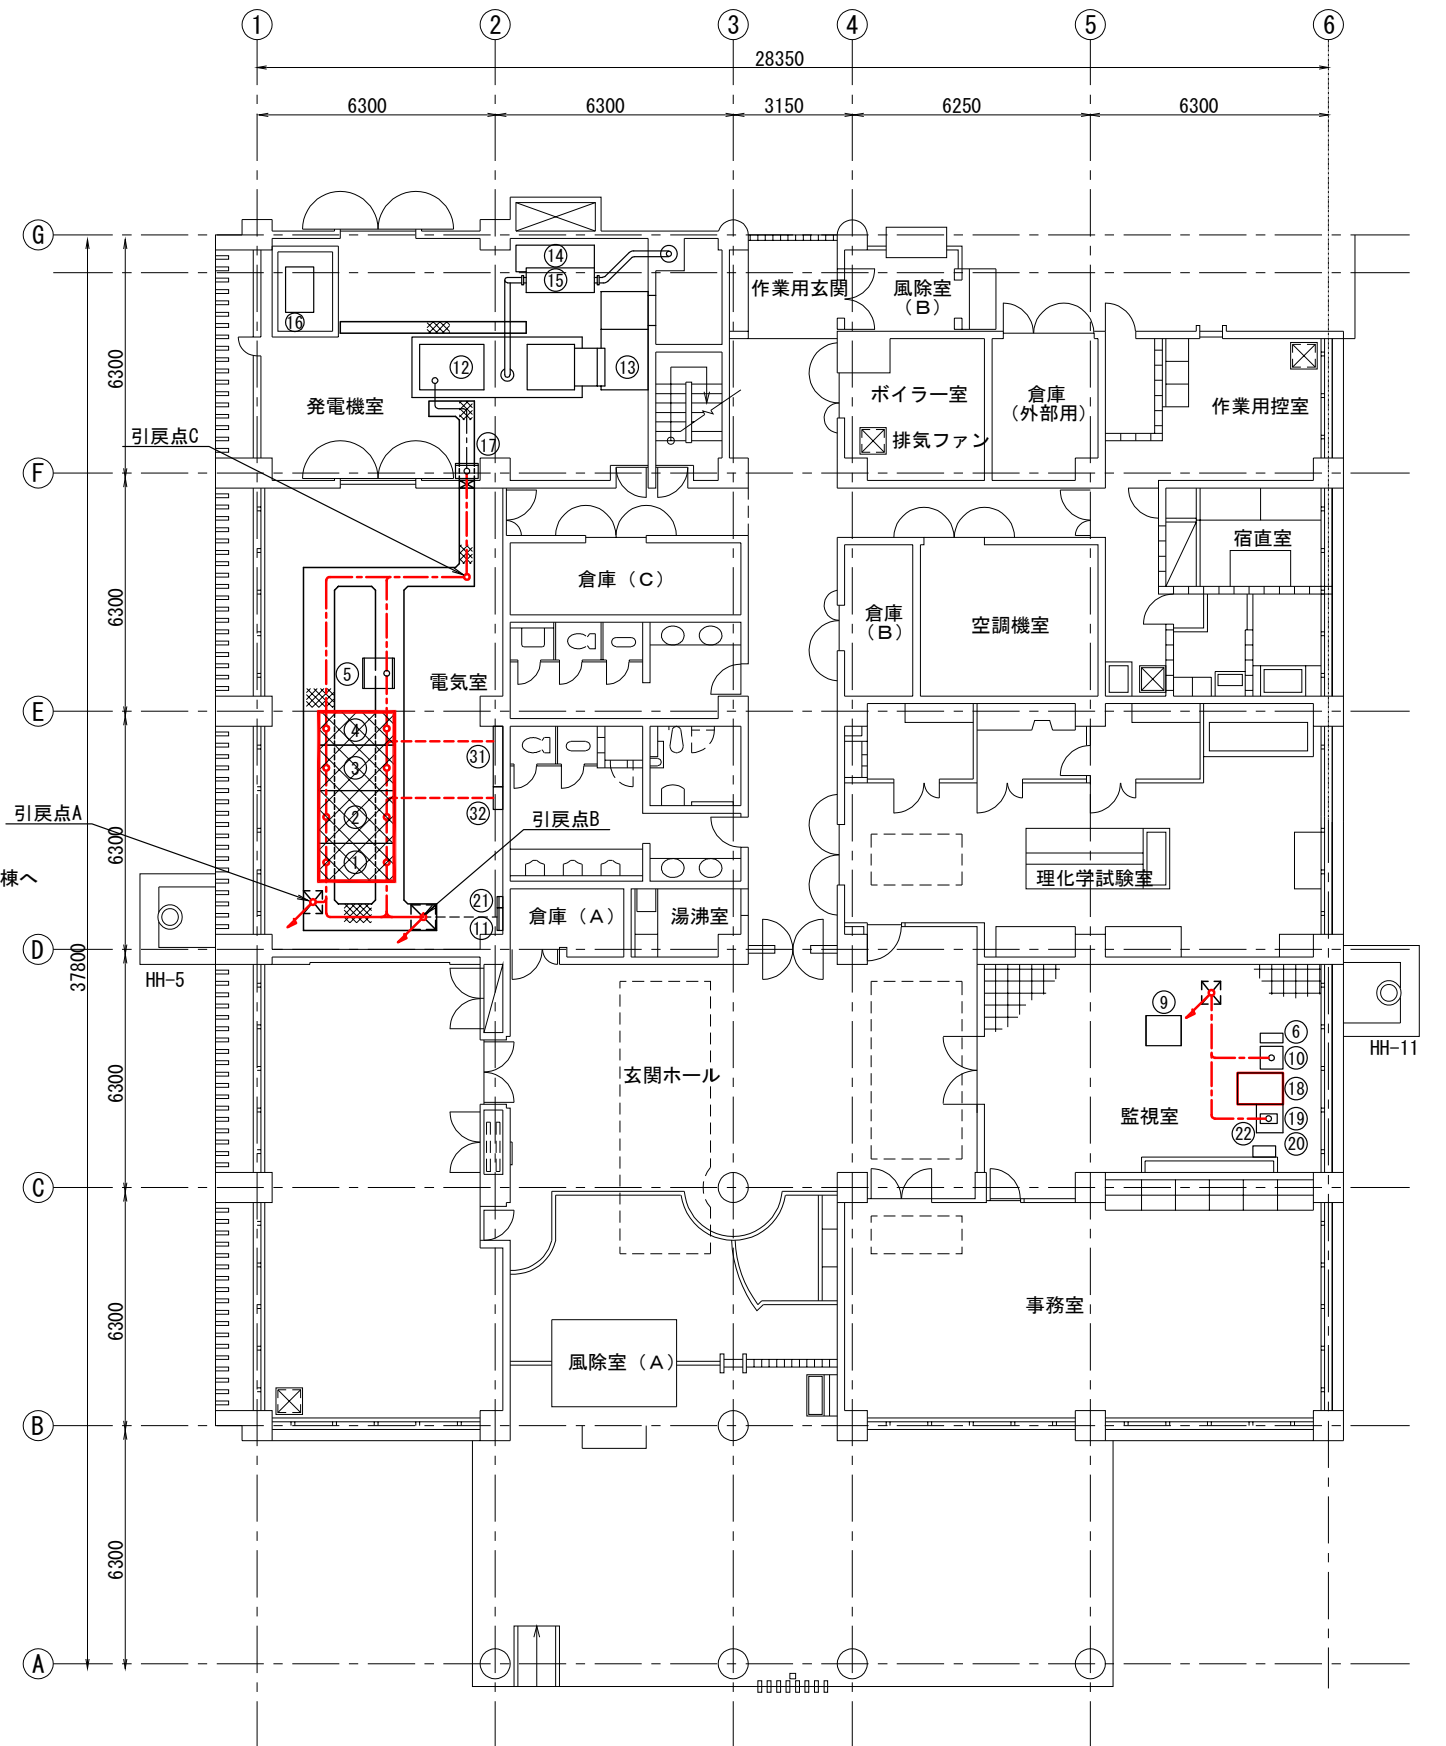 1 2 3 4 5 6
28350
6300 6300 3150 6250 6300
G
14
15
作業用玄関
風除室
(B)
16
6300
12
13
ボイラー室
倉庫
(外部用)
作業用控室
発電機室
引戻点C
17
排気ファン
F
宿直室
倉庫(C)
6300
倉庫
(B)
空調機室
5
電気室
E
4
31
3
引戻点A
32
引戻点B
2
6300
1
棟へ
理化学試験室
21
倉庫(A)
湯沸室
11
D
37800
HH-5
9
6
HH-11
10
6300
玄関ホール
18
監視室
19
22
20
C
6300
事務室
風除室(A)
B
6300
A